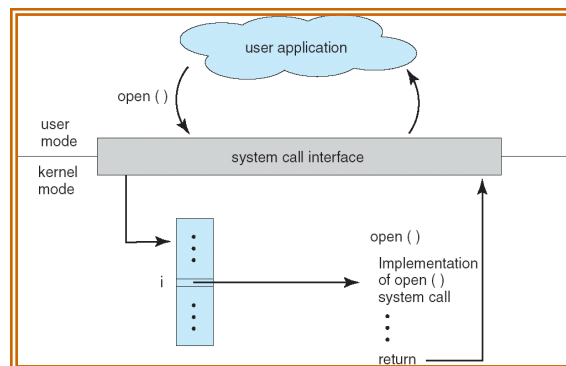 user application
open ( )
user
mode
system call interface
kernel
mode
open ( )
i
Implementation
of open ( )
system call
return